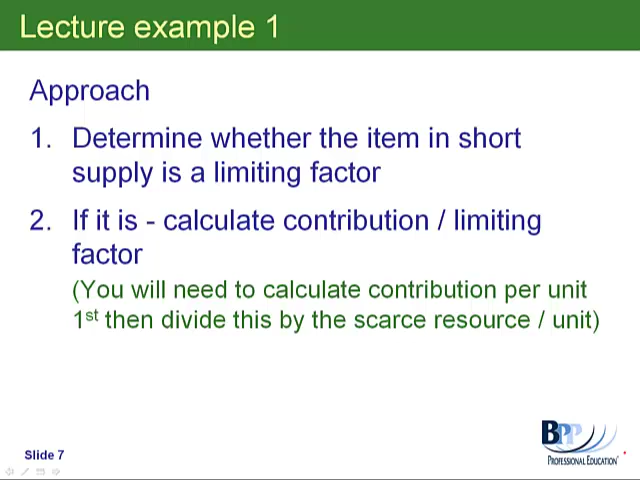 Lecture example 1
Approach
1. Determine whether the item in short
supply is a limiting factor
2. If it is - calculate contribution / limiting
factor
(You will need to calculate contribution per unit
1st then divide this by the scarce resource / unit)
Slide 7
BPP
PROFESSIONAL EDUCATION